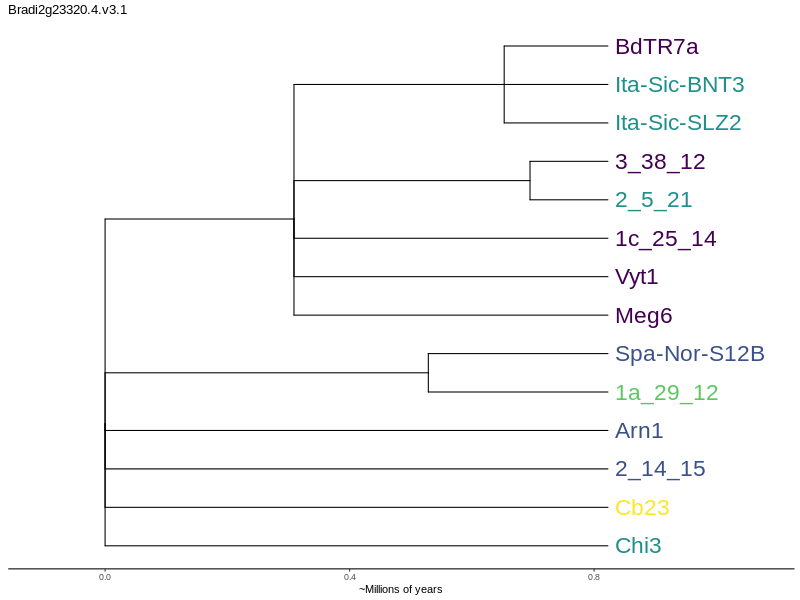 Bradi2g23320.4.v3.1
BdTR7a
Ita-Sic-BNT3
Ita-Sic-SLZ2
3_38_12
2_5_21
1c_25_14
Vyt1
Meg6
Spa-Nor-S12B
1a_29_12
Arn1
2_14_15
Cb23
Chi3
0.0 0.4 0.8
~Millions of years